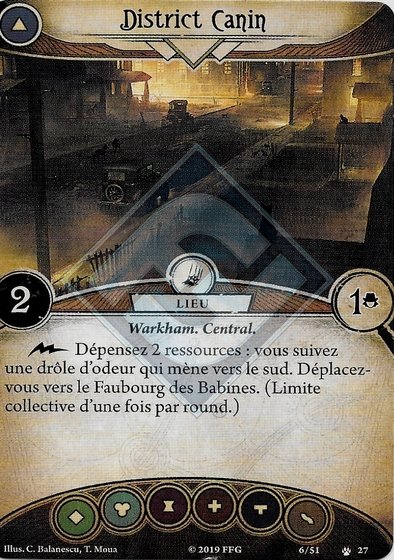 District Canin
2
LIEU
1
Warkham. Central.
Dépensez 2 ressources : vous suivez
une drôle d'odeur qui mène vers le sud. Déplacez-
vous vers le Faubourg des Babines. (Limite
collective d'une fois par round.)
Illus. C. Balanescu, T. Moua
© 2019 FFG
6/51
27